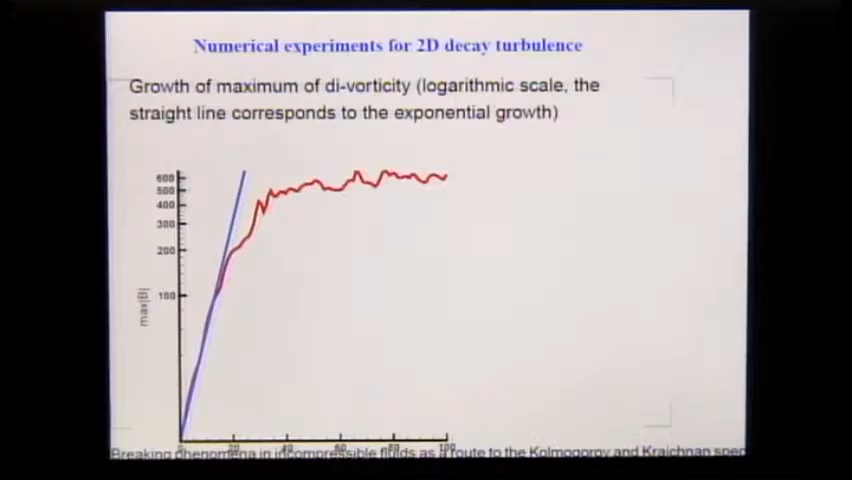 Numerical experiments for 2D decay turbulence
Growth of maximum of di-vorticity (logarithmic scale, the
straight line corresponds to the exponential growth)
600
500
400
300
200
100
max|B|
0 20 40 60 80 100
Breaking phenomena in incompressible fluids as a route to the Kolmogorov and Kraichnan spec